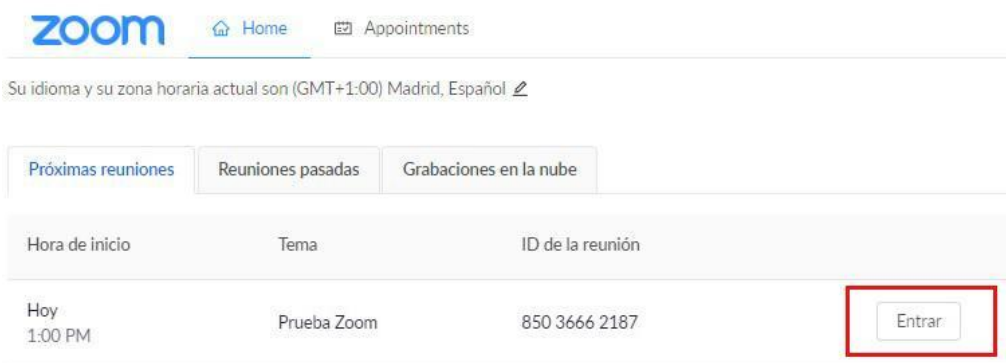 zoom Home Appointments
Su idioma y su zona horaria actual son (GMT+1:00) Madrid, Español
Próximas reuniones Reuniones pasadas Grabaciones en la nube
Hora de inicio Tema ID de la reunión
Hoy
1:00 PM Prueba Zoom 850 3666 2187 Entrar